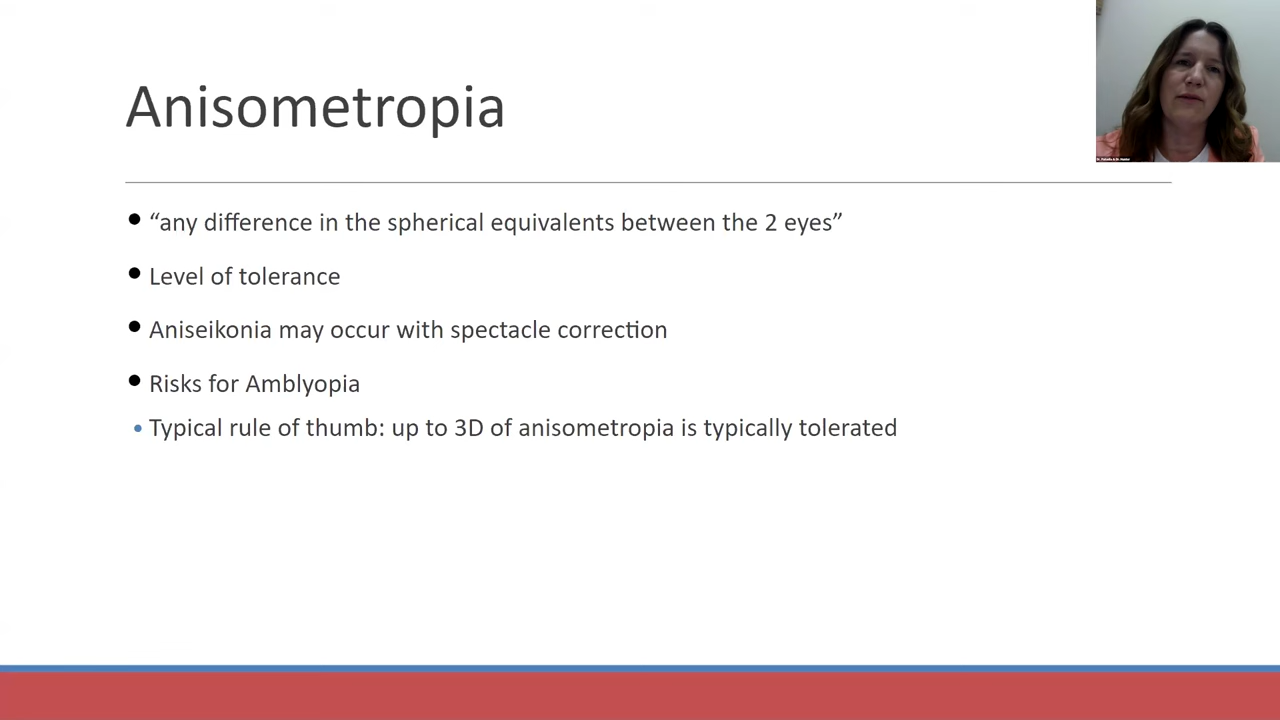 Anisometropia
• “any difference in the spherical equivalents between the 2 eyes”
• Level of tolerance
• Aniseikonia may occur with spectacle correction
• Risks for Amblyopia
• Typical rule of thumb: up to 3D of anisometropia is typically tolerated